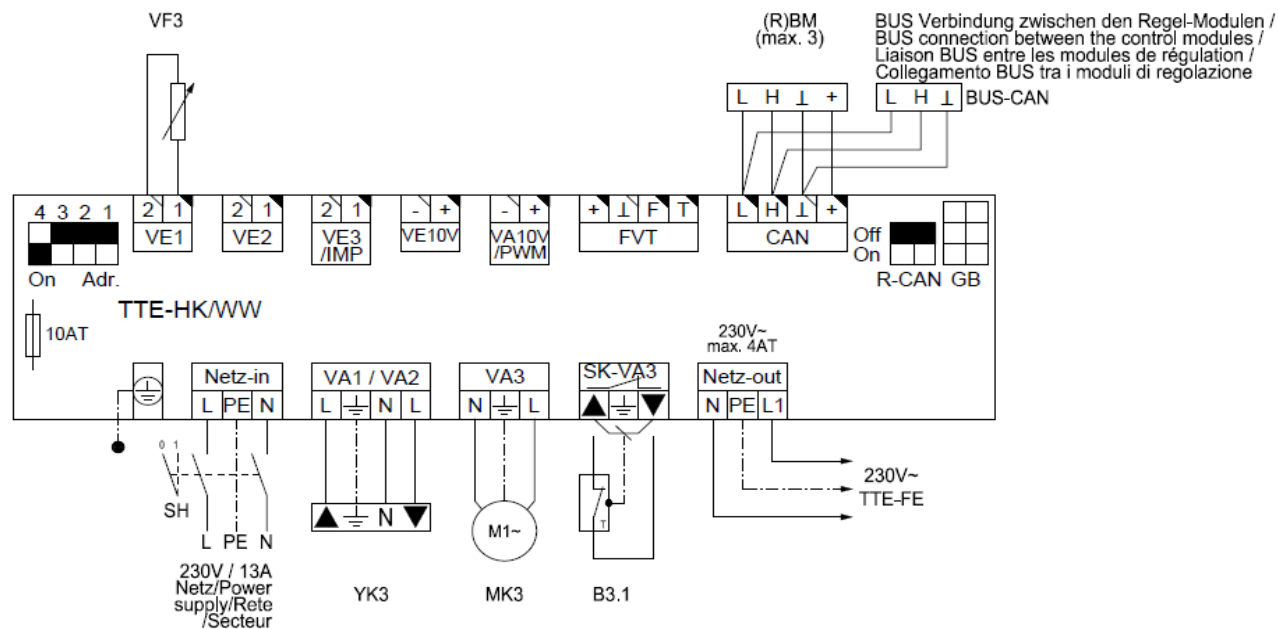 VF3
(R)BM
(max. 3)
BUS Verbindung zwischen den Regel-Modulen /
BUS connection between the control modules /
Liaison BUS entre les modules de régulation /
Collegamento BUS tra i moduli di regolazione
L H ⊥ +
L H ⊥ BUS-CAN
4 3 2 1
On Adr.
2 1
VE1
2 1
VE2
2 1
VE3
/IMP
- +
VE10V
- +
VA10V
/PWM
+ ⊥ F T
FVT
L H ⊥ +
CAN
Off
On
R-CAN GB
TTE-HK/WW
10AT
230V~
max. 4AT
Netz-in
L PE N
VA1 / VA2
L N L
VA3
N L
SK-VA3
▲ ▼
Netz-out
N PE L1
0 1
SH
L PE N
230V / 13A
Netz/Power
supply/Rete
/Secteur
▲ N ▼
YK3
M1~
MK3
T
B3.1
230V~
TTE-FE